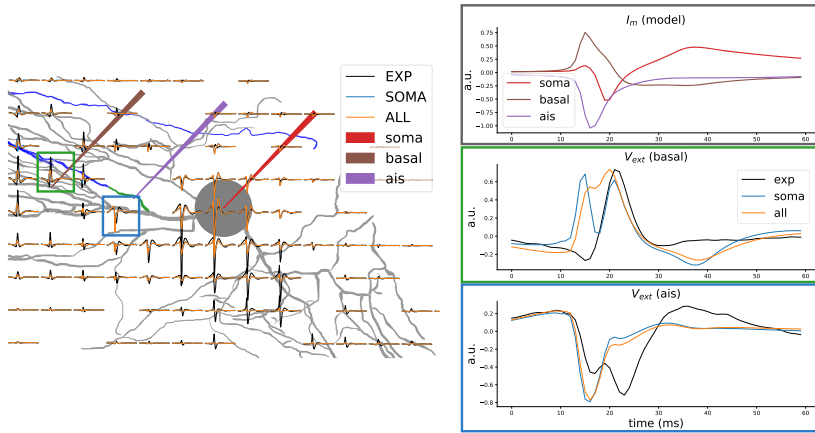 EXP
SOMA
ALL
soma
basal
ais
I_m (model)
a.u.
0.75
0.50
0.25
0.00
−0.25
−0.50
−0.75
−1.00
soma
basal
ais
0 10 20 30 40 50 60
V_ext (basal)
a.u.
0.6
0.4
0.2
0.0
−0.2
exp
soma
all
0 10 20 30 40 50 60
V_ext (ais)
a.u.
0.2
0.0
−0.2
−0.4
−0.6
−0.8
0 10 20 30 40 50 60
time (ms)